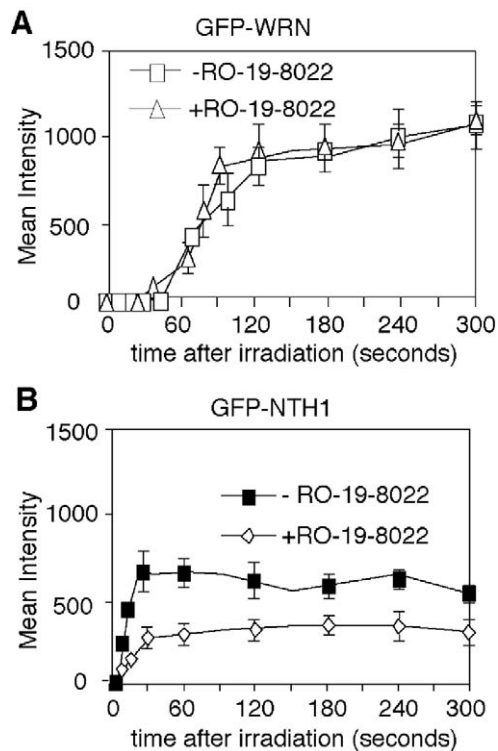 A
GFP-WRN
1500
1000
500
0
Mean Intensity
-RO-19-8022
+RO-19-8022
0 60 120 180 240 300
time after irradiation (seconds)
B
GFP-NTH1
1500
1000
500
0
Mean Intensity
- RO-19-8022
+RO-19-8022
0 60 120 180 240 300
time after irradiation (seconds)